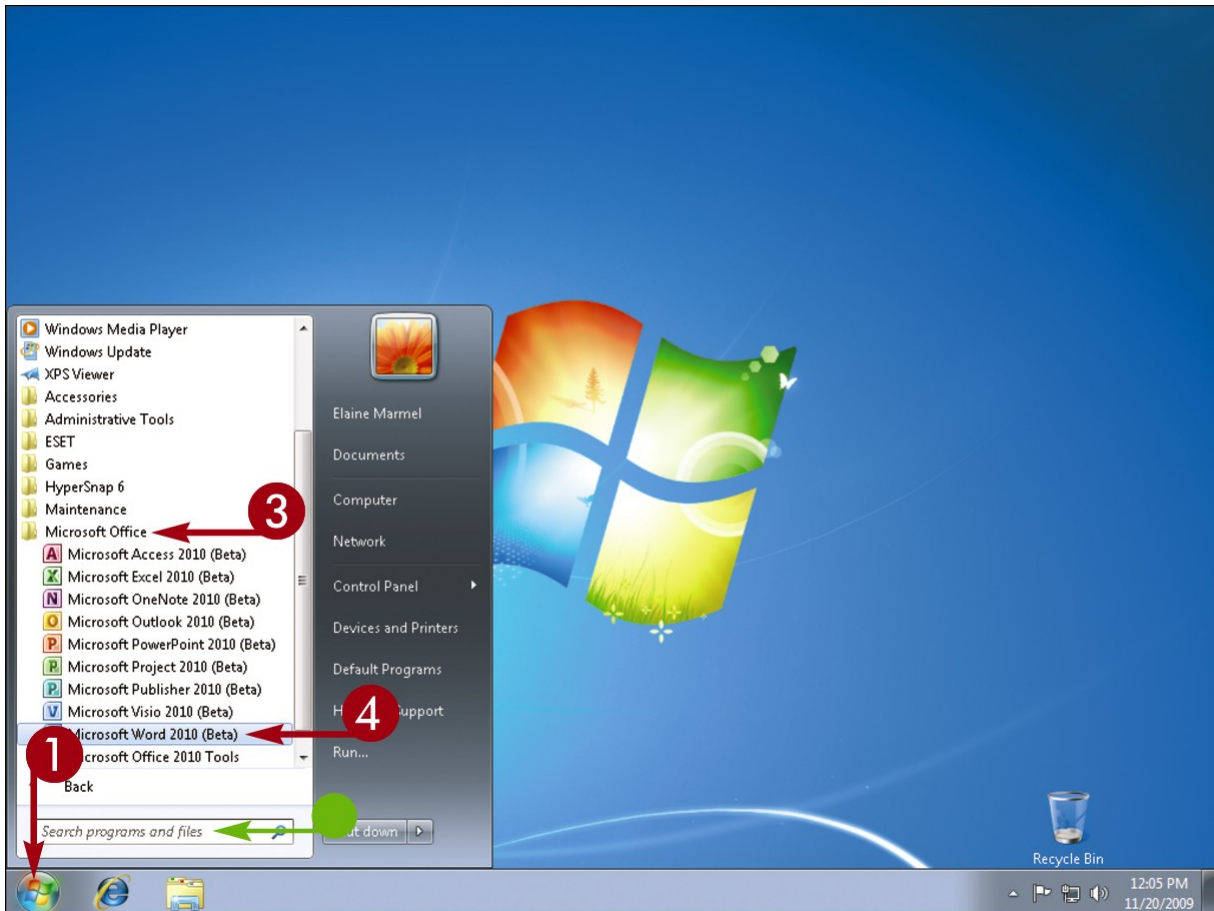 Windows Media Player
Windows Update
XPS Viewer
Accessories
Administrative Tools
ESET
Games
HyperSnap 6
Maintenance
3
Microsoft Office
A Microsoft Access 2010 (Beta)
X Microsoft Excel 2010 (Beta)
N Microsoft OneNote 2010 (Beta)
O Microsoft Outlook 2010 (Beta)
P Microsoft PowerPoint 2010 (Beta)
P Microsoft Project 2010 (Beta)
P Microsoft Publisher 2010 (Beta)
V Microsoft Visio 2010 (Beta)
Microsoft Word 2010 (Beta)
4
1
Office 2010 Tools
Back
Search programs and files
Elaine Marmel
Documents
Computer
Network
Control Panel
Devices and Printers
Default Programs
Support
Run...
down
Recycle Bin
12:05 PM
11/20/2009